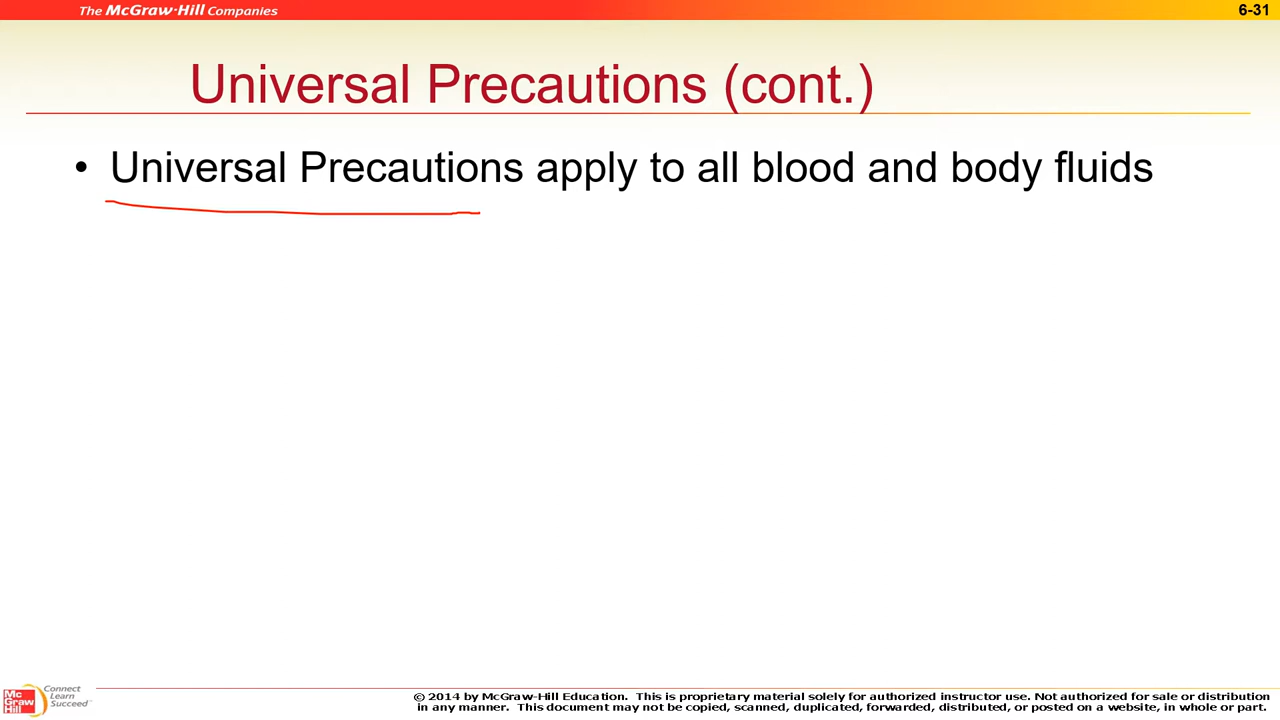 The McGraw-Hill Companies
6-31
Universal Precautions (cont.)
• Universal Precautions apply to all blood and body fluids
Mc
Graw
Hill
Connect
Learn
Succeed™
© 2014 by McGraw-Hill Education. This is proprietary material solely for authorized instructor use. Not authorized for sale or distribution
in any manner. This document may not be copied, scanned, duplicated, forwarded, distributed, or posted on a website, in whole or part.